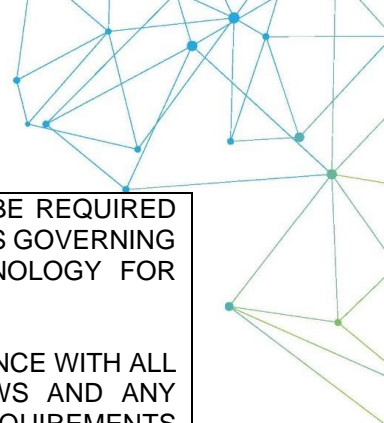 BE REQUIRED
S GOVERNING
NOLOGY FOR
NCE WITH ALL
WS AND ANY
QUIREMENTS